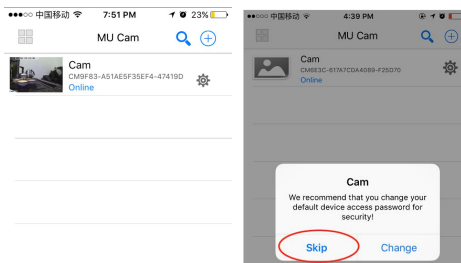 中国移动 7:51 PM 23%
MU Cam
Cam
CM9F83-A51AE5F35EF4-47419D
Online
中国移动 4:39 PM
MU Cam
Cam
CM6E3C-617A7CDA4089-F25D70
Online
Cam
We recommend that you change your
default device access password for
security!
Skip Change